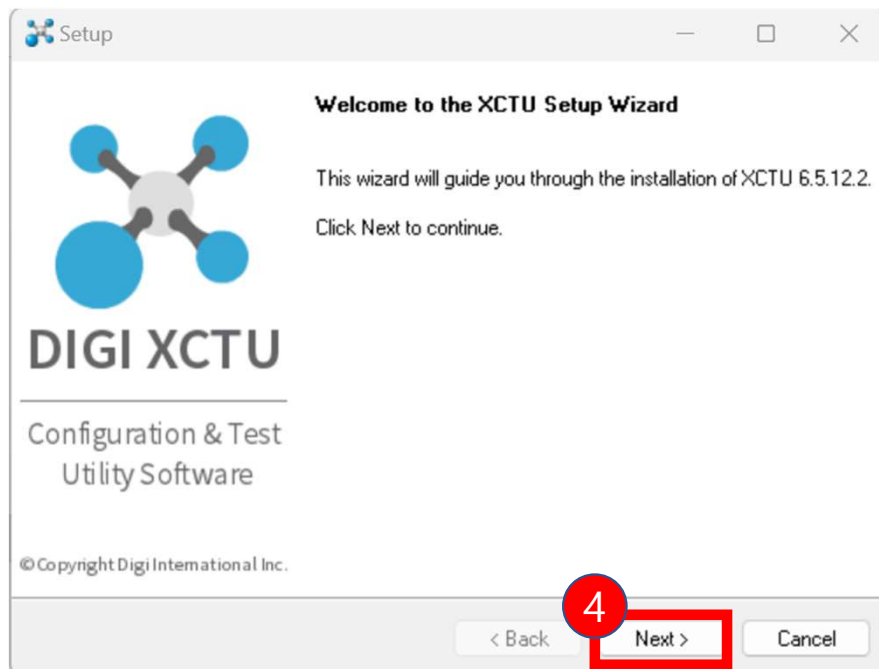 Setup
Welcome to the XCTU Setup Wizard
This wizard will guide you through the installation of XCTU 6.5.12.2.
Click Next to continue.
DIGI XCTU
Configuration & Test
Utility Software
© Copyright Digi International Inc.
4
< Back
Next >
Cancel